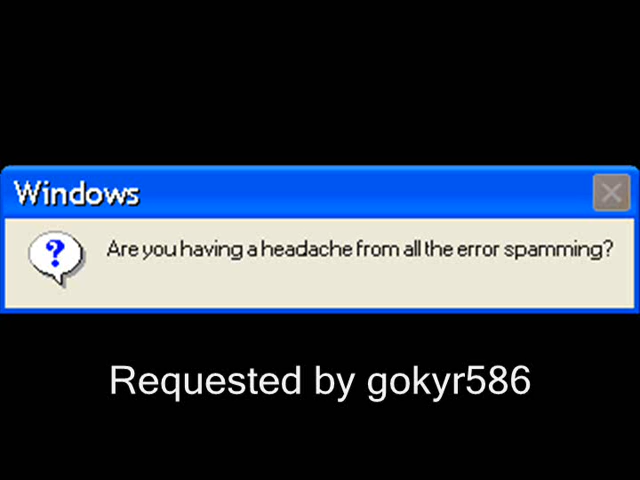 Windows
Are you having a headache from all the error spamming?
Requested by gokyr586